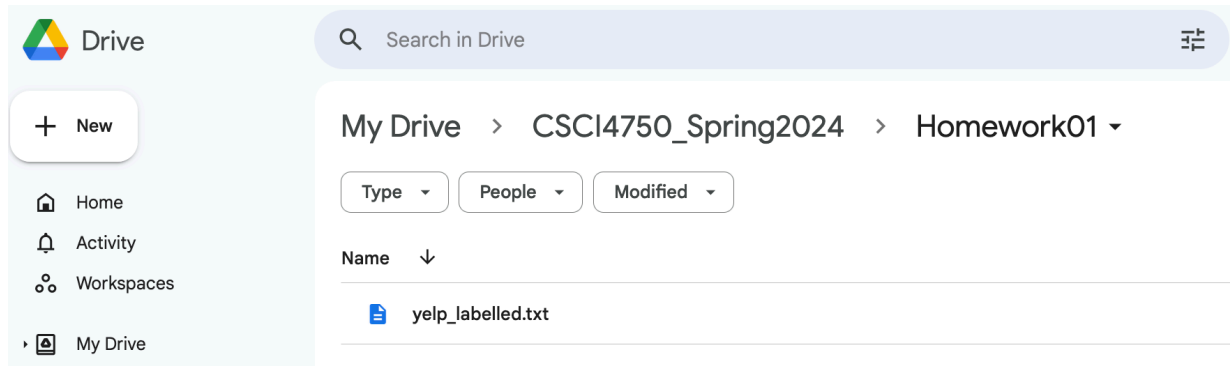 Drive
Search in Drive
New
My Drive > CSCI4750_Spring2024 > Homework01
Type
People
Modified
Home
Activity
Name
Workspaces
yelp_labelled.txt
My Drive